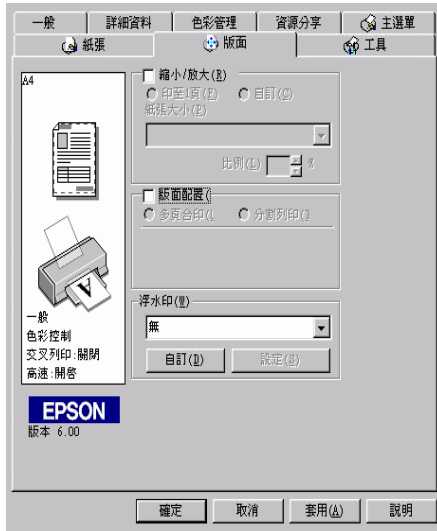 一般 詳細資料 色彩管理 資源分享 主選單
紙張 版面 工具
A4
縮小/放大(R)
印至1頁(F) 自訂(C)
紙張大小(P)
比例(L) %
版面配置(
多頁合印(  分割列印(
浮水印(W)
無
自訂(D) 設定(S)
一般
色彩控制
交叉列印:關閉
高速:開啓
EPSON
版本 6.00
確定 取消 套用(A) 說明